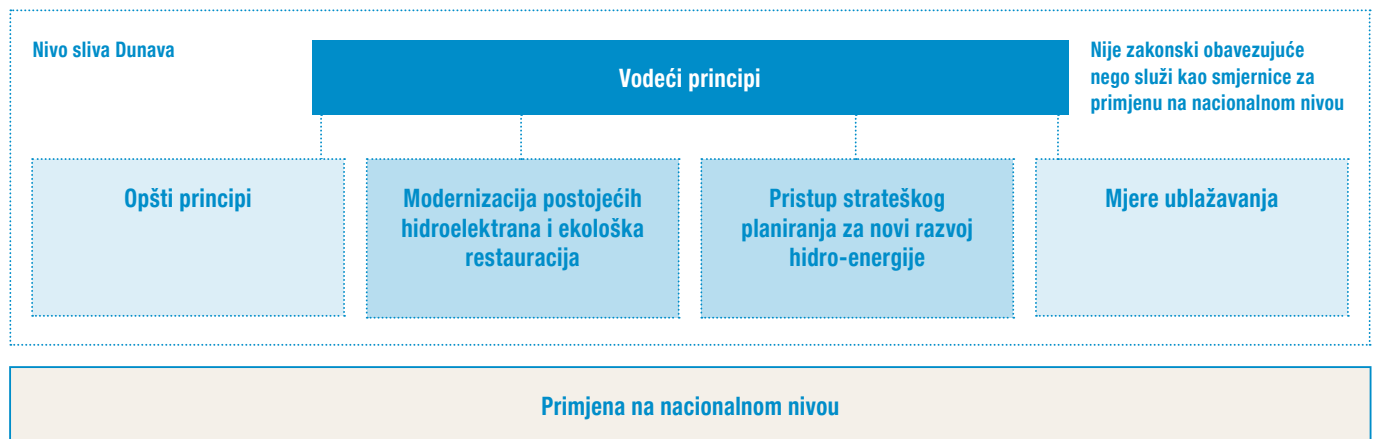 Nivo sliva Dunava
Vodeći principi
Nije zakonski obavezujuće
nego služi kao smjernice za
primjenu na nacionalnom nivou
Opšti principi
Modernizacija postojećih
hidroelektrana i ekološka
restauracija
Pristup strateškog
planiranja za novi razvoj
hidro-energije
Mjere ublažavanja
Primjena na nacionalnom nivou